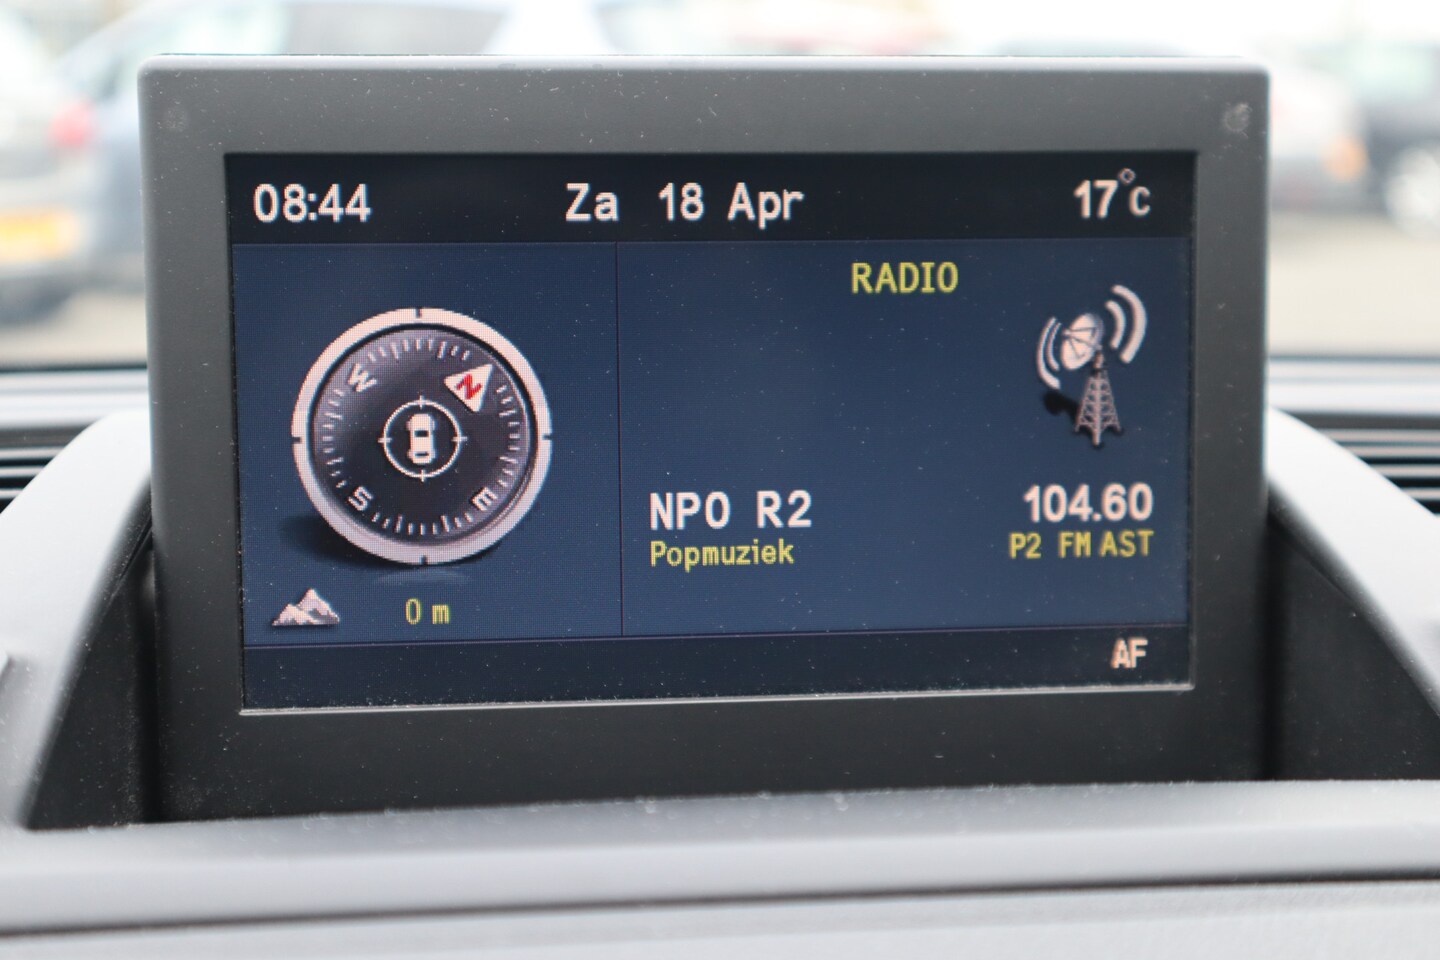 08:44 Za 18 Apr 17°c
RADIO
W N
S E
NPO R2 104.60
Popmuziek P2 FM AST
0 m
AF